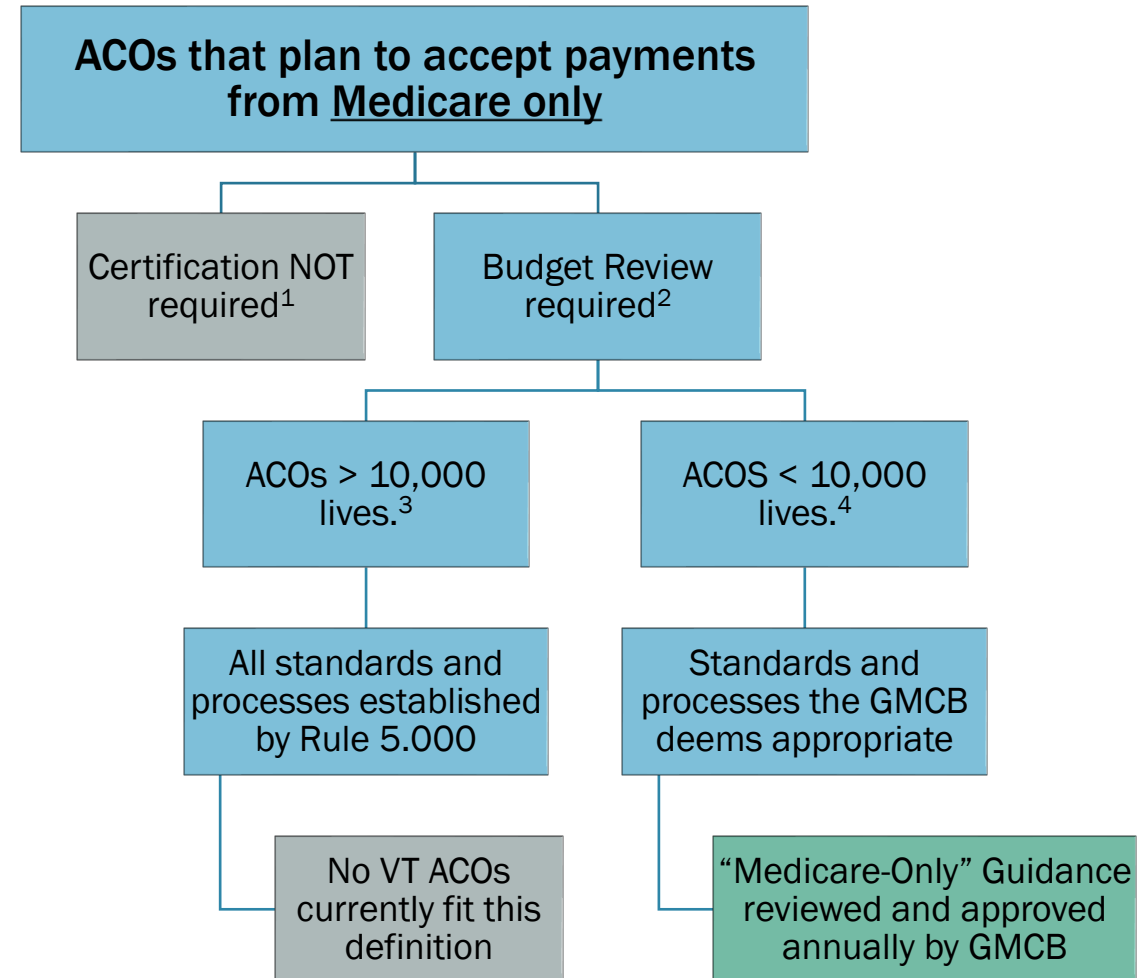 ACOs that plan to accept payments
from Medicare only
Certification NOT
required¹
Budget Review
required²
ACOs > 10,000
lives.³
ACOS < 10,000
lives.⁴
All standards and
processes established
by Rule 5.000
Standards and
processes the GMCB
deems appropriate
No VT ACOs
currently fit this
definition
“Medicare-Only” Guidance
reviewed and approved
annually by GMCB